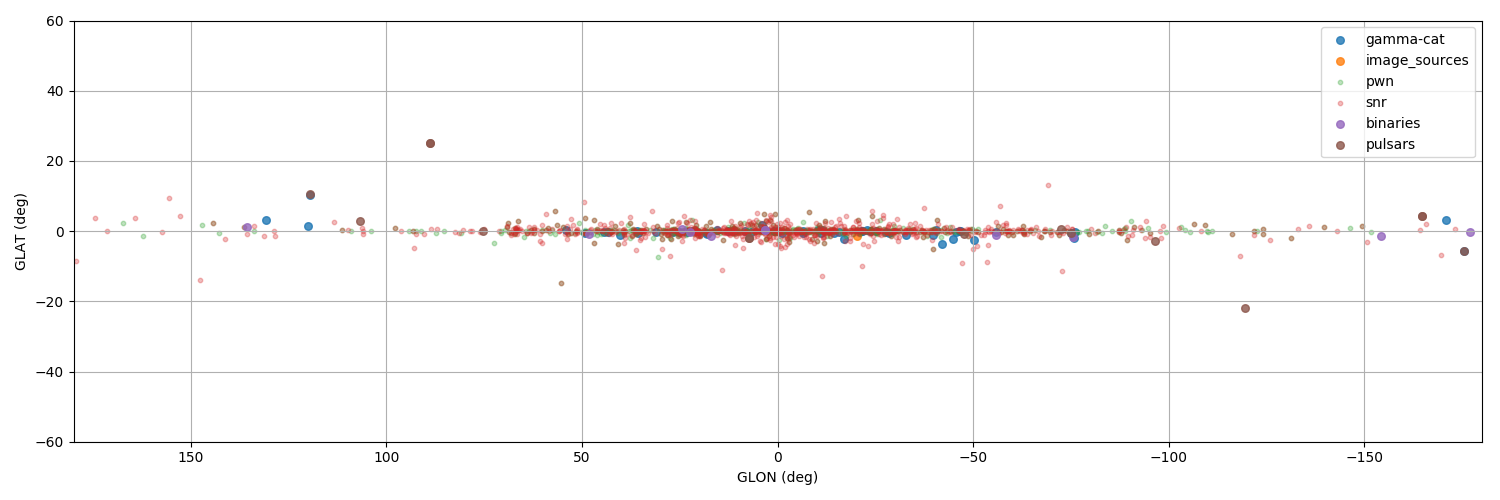 60
40
20
0
−20
−40
−60
GLAT (deg)
150
100
50
0
−50
−100
−150
GLON (deg)
gamma-cat
image_sources
pwn
snr
binaries
pulsars